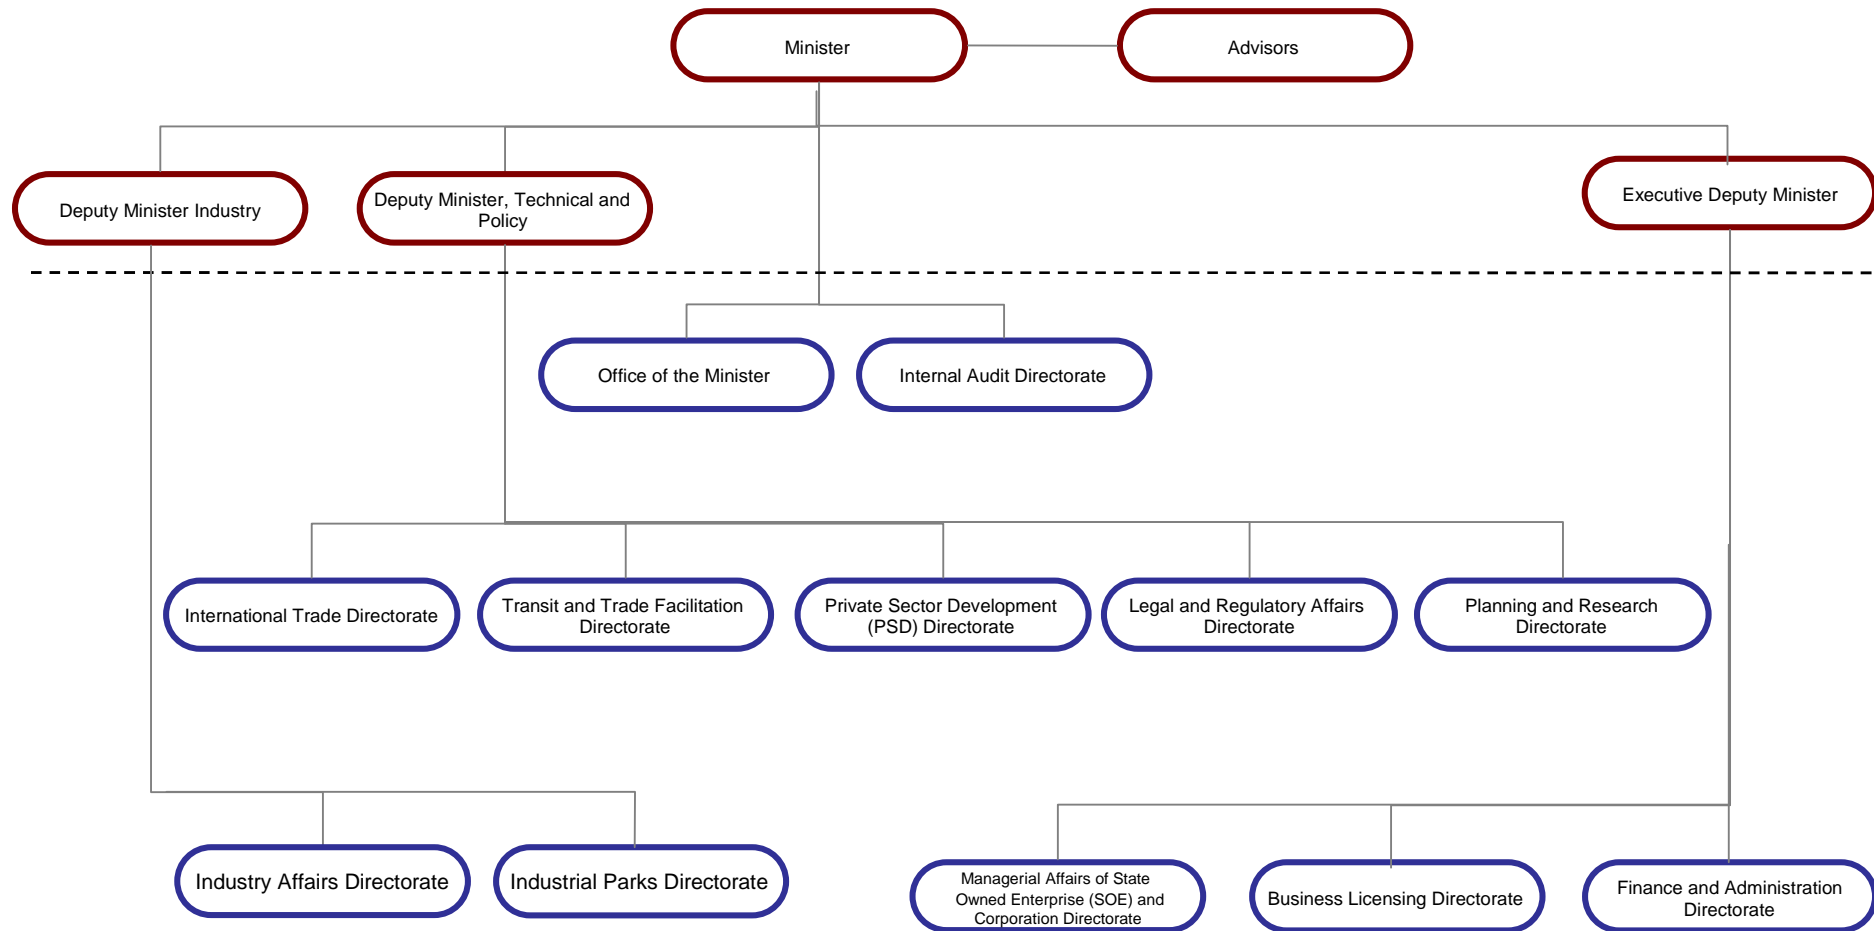 Minister
Advisors
Deputy Minister Industry
Deputy Minister, Technical and
Policy
Executive Deputy Minister
Office of the Minister
Internal Audit Directorate
International Trade Directorate
Transit and Trade Facilitation
Directorate
Private Sector Development
(PSD) Directorate
Legal and Regulatory Affairs
Directorate
Planning and Research
Directorate
Industry Affairs Directorate
Industrial Parks Directorate
Managerial Affairs of State
Owned Enterprise (SOE) and
Corporation Directorate
Business Licensing Directorate
Finance and Administration
Directorate